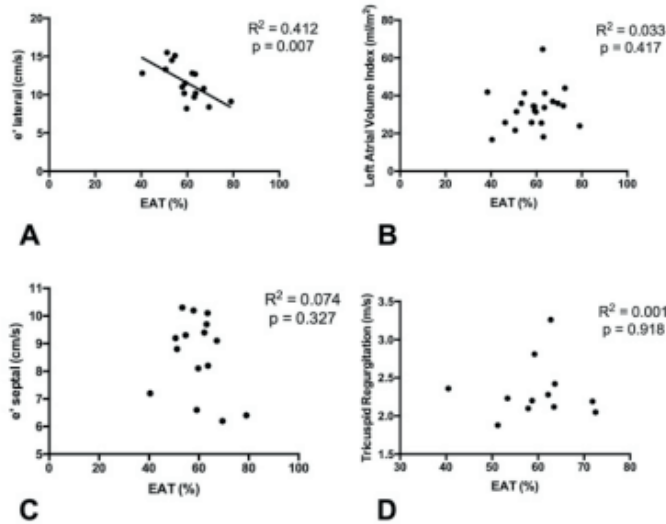 R² = 0.412
p = 0.007
e' lateral (cm/s)
20
15
10
5
0
0 20 40 60 80 100
EAT (%)
A
R² = 0.033
p = 0.417
Left Atrial Volume Index (ml/m²)
80
60
40
20
0
0 20 40 60 80 100
EAT (%)
B
R² = 0.074
p = 0.327
e' septal (cm/s)
11
10
9
8
7
6
5
0 20 40 60 80 100
EAT (%)
C
R² = 0.001
p = 0.918
Tricuspid Regurgitation (m/s)
3.5
3.0
2.5
2.0
1.5
30 40 50 60 70 80
EAT (%)
D